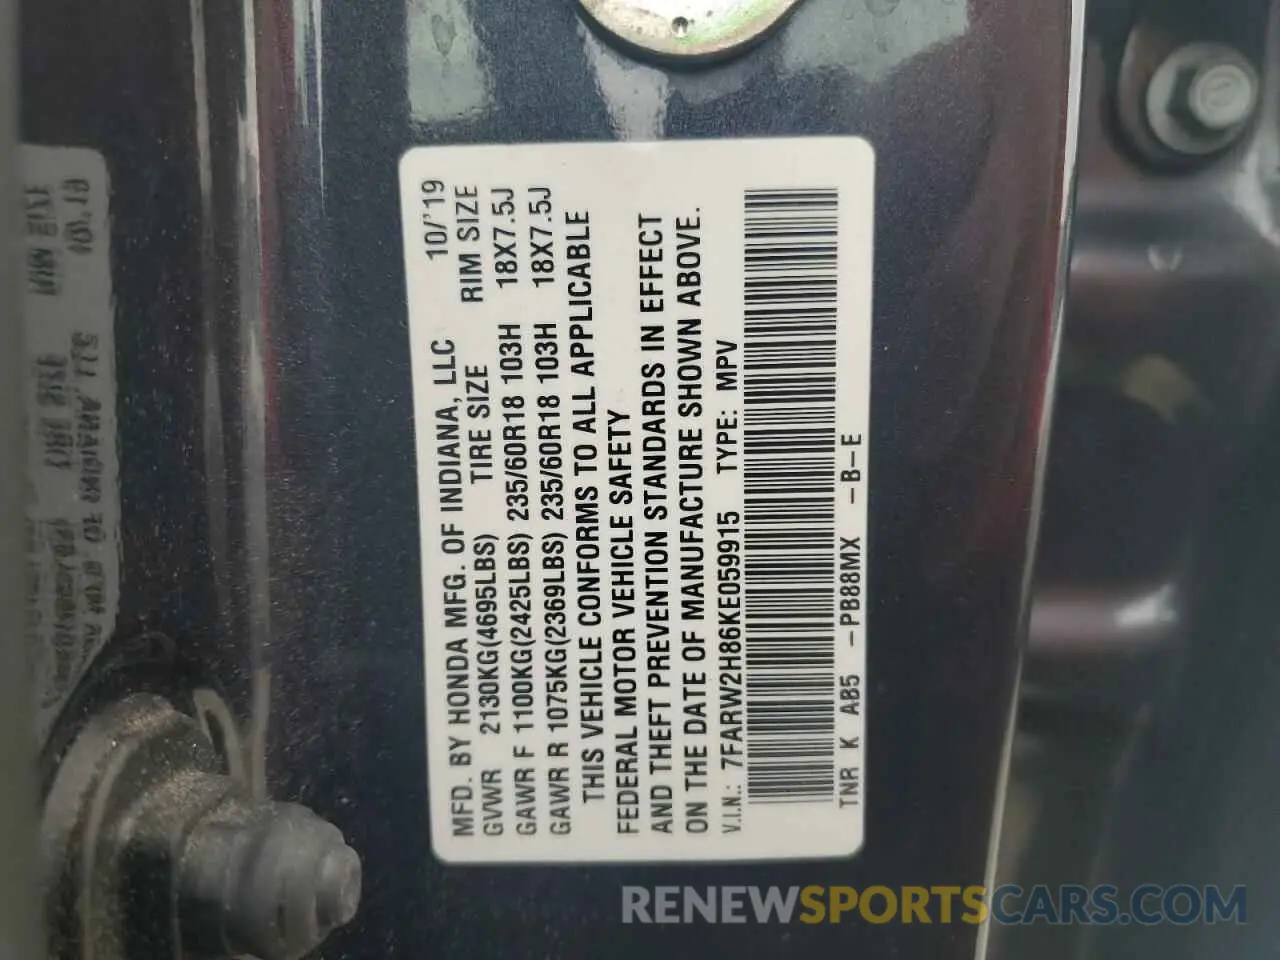 MFD. BY HONDA MFG. OF INDIANA, LLC 10/'19
GVWR 2130KG(4695LBS) TIRE SIZE RIM SIZE
GAWR F 1100KG(2425LBS) 235/60R18 103H 18X7.5J
GAWR R 1075KG(2369LBS) 235/60R18 103H 18X7.5J
THIS VEHICLE CONFORMS TO ALL APPLICABLE
FEDERAL MOTOR VEHICLE SAFETY
AND THEFT PREVENTION STANDARDS IN EFFECT
ON THE DATE OF MANUFACTURE SHOWN ABOVE.
V.I.N.: 7FARW2H86KE059915 TYPE: MPV
TNR K AB5 -PB88MX -B-E
RENEWSPORTSCARS.COM